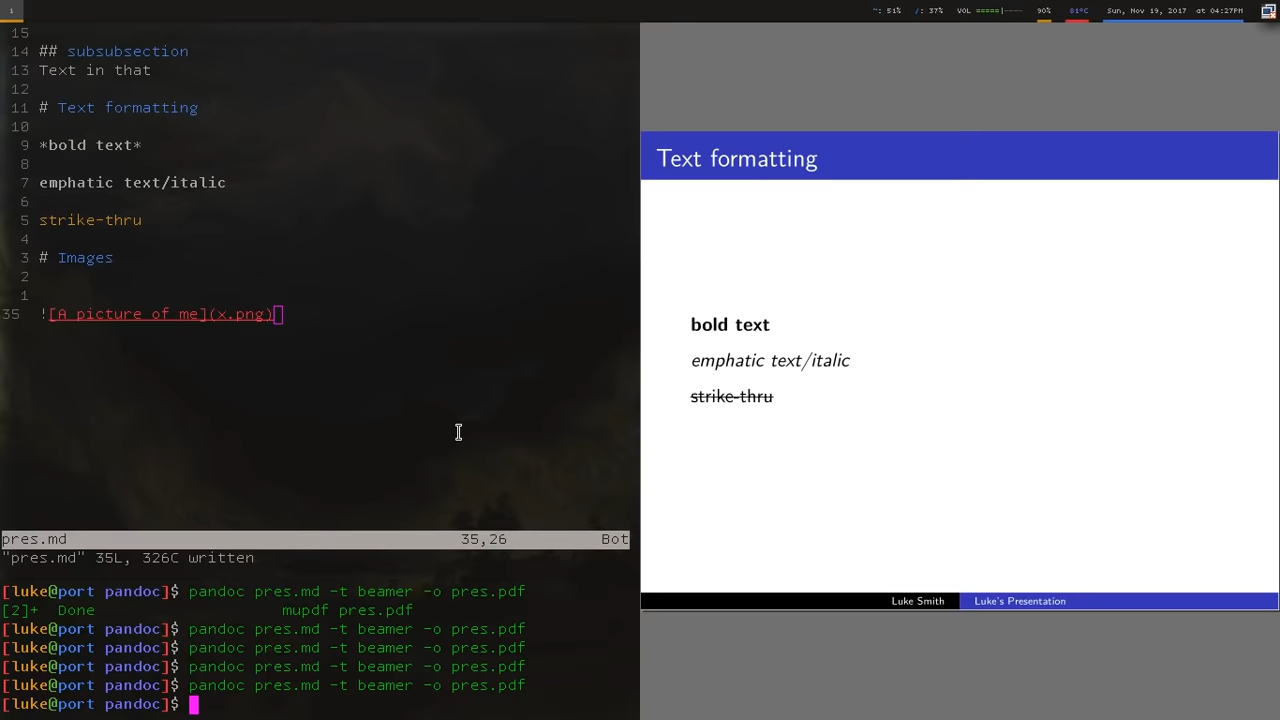 1
~: 51% /: 37% VOL =====|---- 90% 81°C Sun, Nov 19, 2017 at 04:27PM
15
14 ## subsubsection
13 Text in that
12
11 # Text formatting
10
9 *bold text*
8
7 emphatic text/italic
6
5 strike-thru
4
3 # Images
2
1
35 ![A picture of me](x.png)
pres.md 35,26 Bot
"pres.md" 35L, 326C written
[luke@port pandoc]$ pandoc pres.md -t beamer -o pres.pdf
[2]+ Done mupdf pres.pdf
[luke@port pandoc]$ pandoc pres.md -t beamer -o pres.pdf
[luke@port pandoc]$ pandoc pres.md -t beamer -o pres.pdf
[luke@port pandoc]$ pandoc pres.md -t beamer -o pres.pdf
[luke@port pandoc]$ pandoc pres.md -t beamer -o pres.pdf
[luke@port pandoc]$
Text formatting
bold text
emphatic text/italic
strike-thru
Luke Smith Luke's Presentation